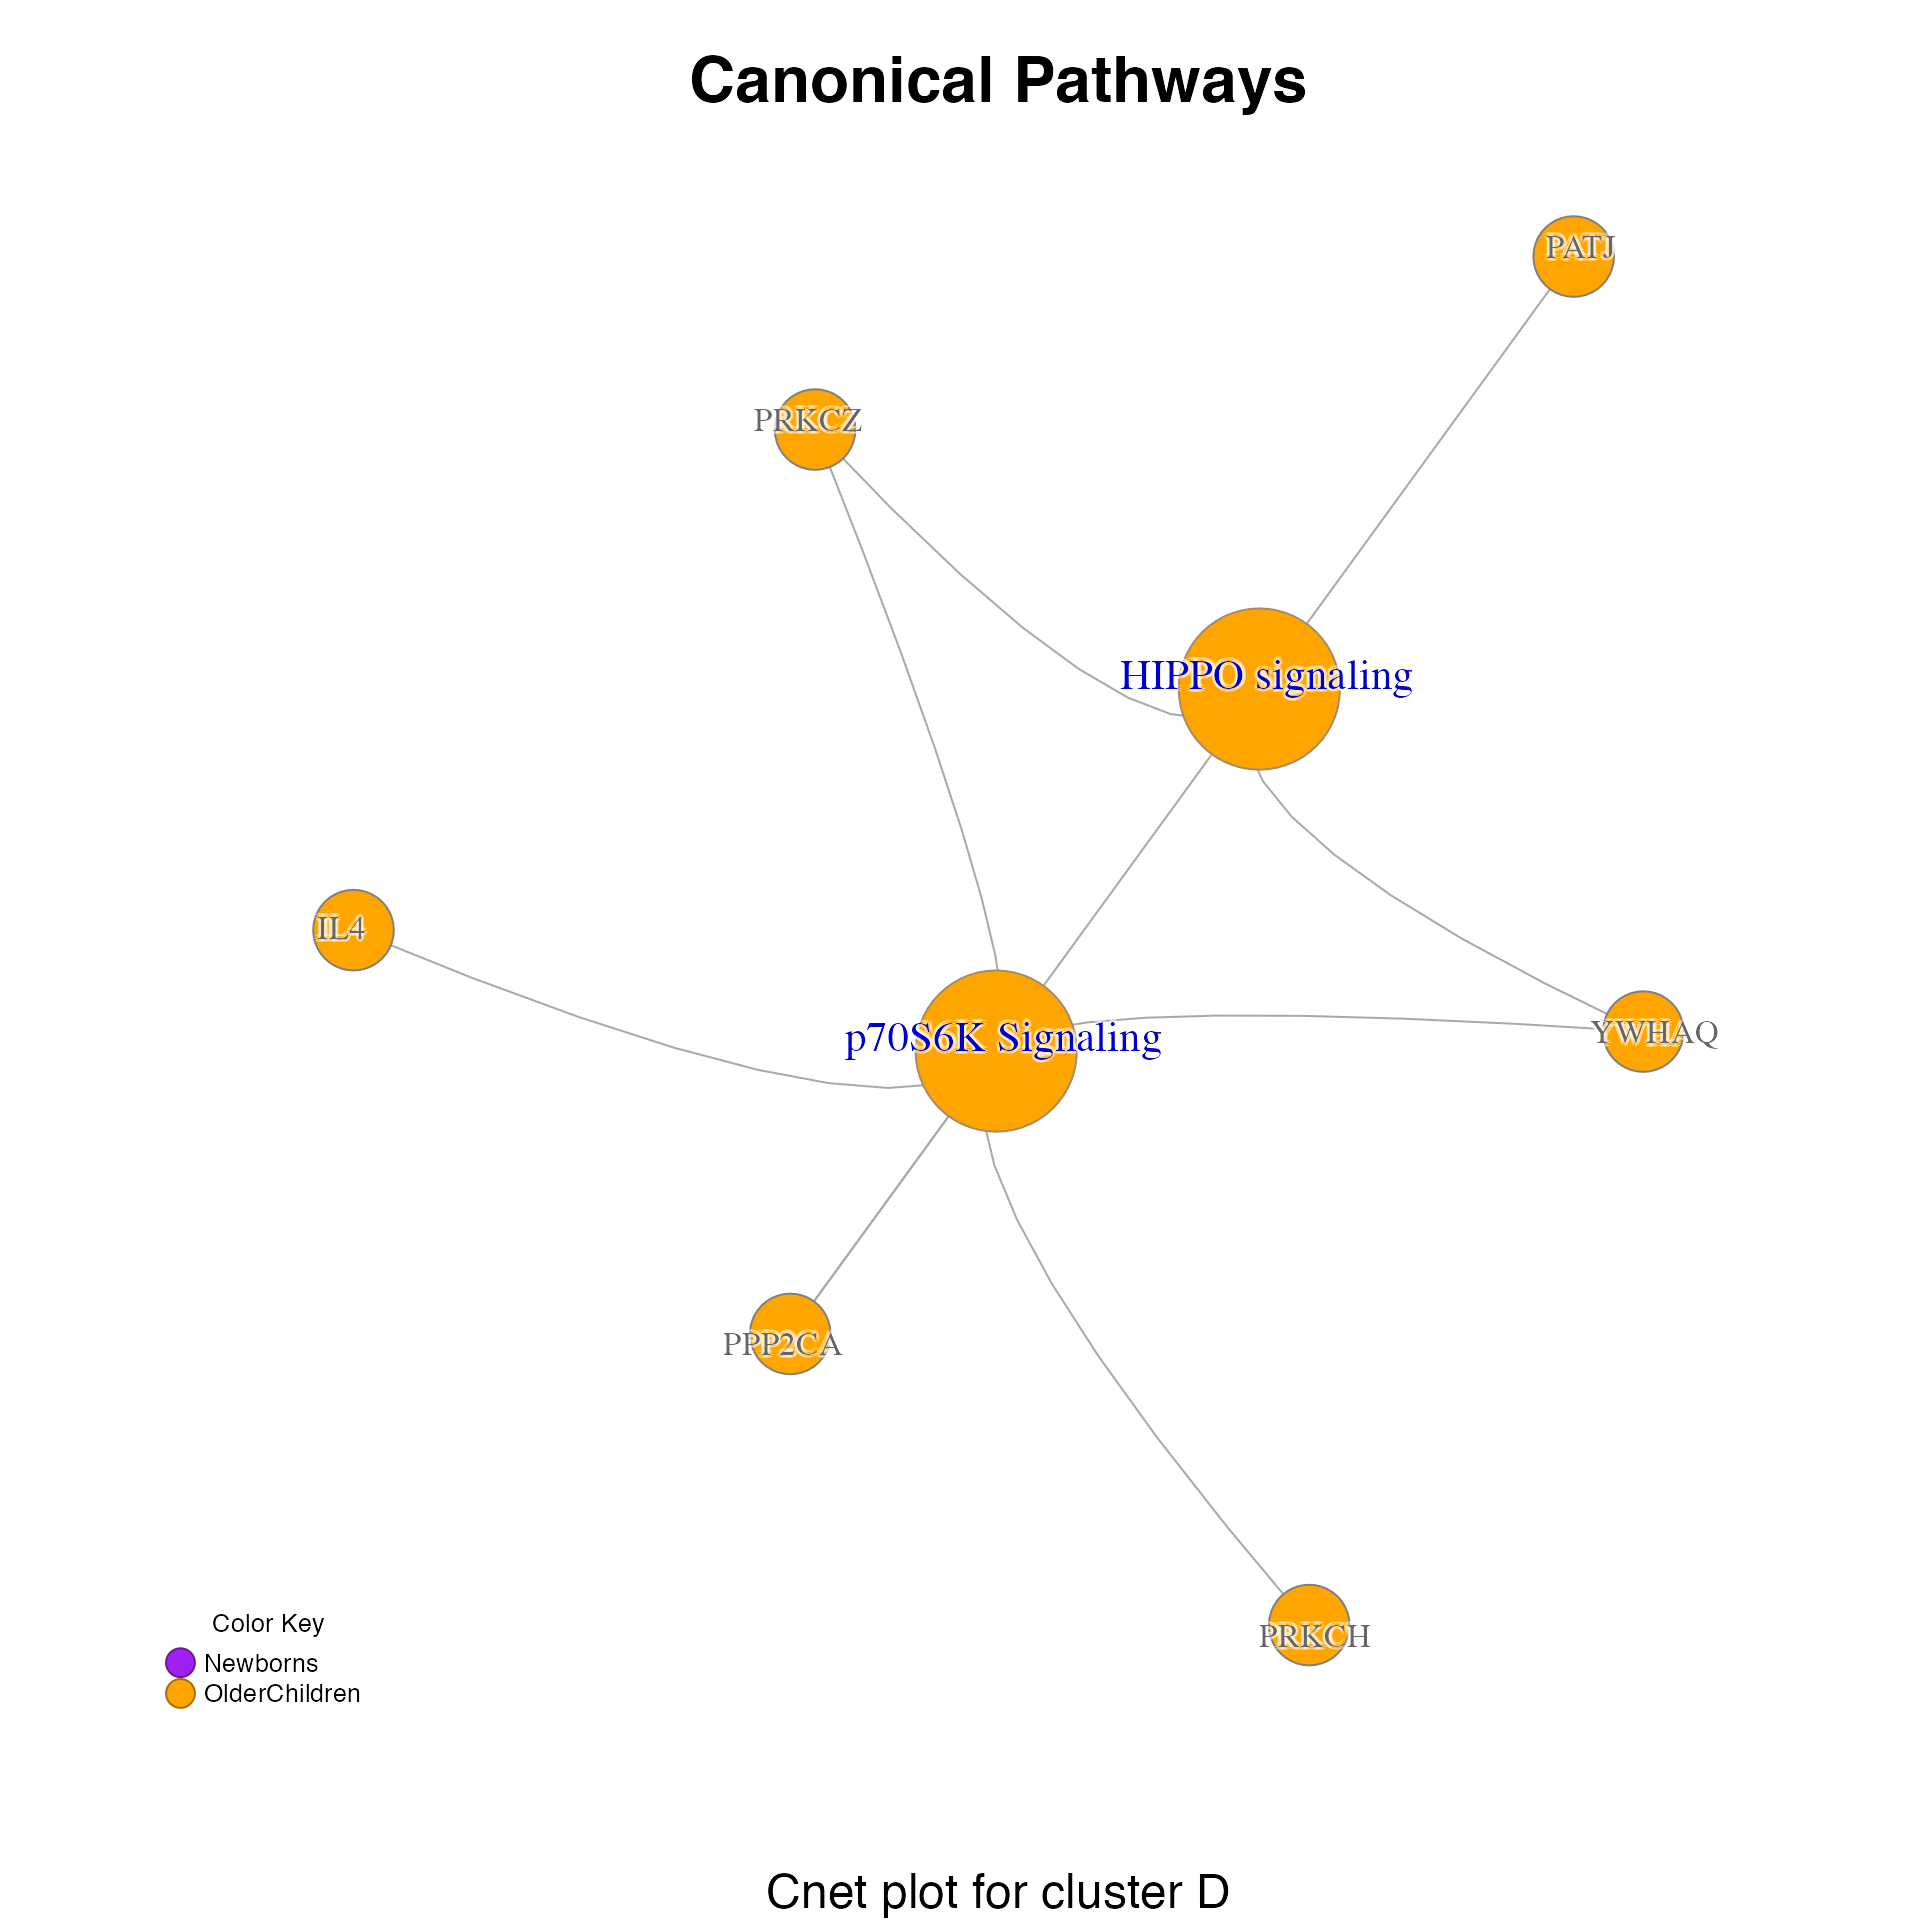 Canonical Pathways
PATJ
PRKCZ
HIPPO signaling
IL4
YWHAQ
p70S6K Signaling
PPP2CA
PRKCH
Color Key
Newborns
OlderChildren
Cnet plot for cluster D